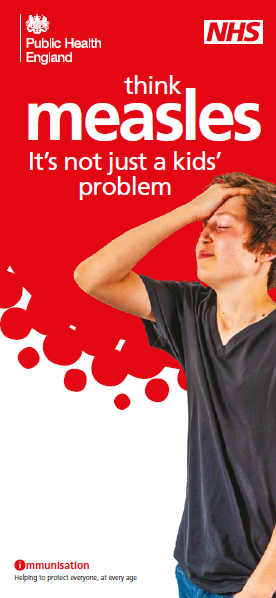 Public Health
England
NHS
think
measles
It's not just a kids'
problem
immunisation
Helping to protect everyone, at every age